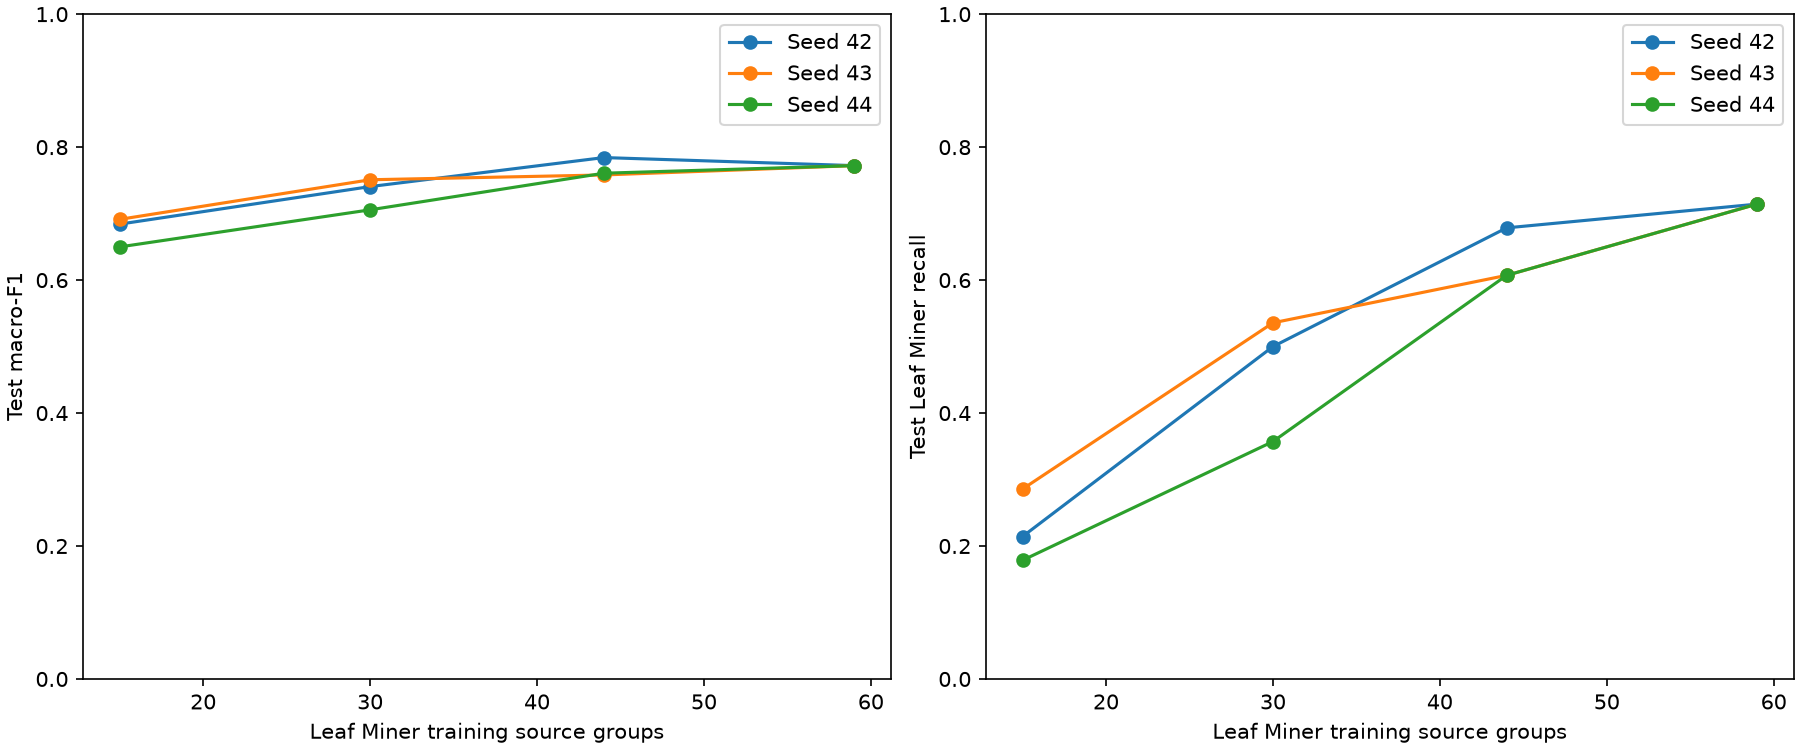 1.0
0.8
0.6
0.4
0.2
0.0
Test macro-F1
20 30 40 50 60
Leaf Miner training source groups
Seed 42
Seed 43
Seed 44
1.0
0.8
0.6
0.4
0.2
0.0
Test Leaf Miner recall
20 30 40 50 60
Leaf Miner training source groups
Seed 42
Seed 43
Seed 44